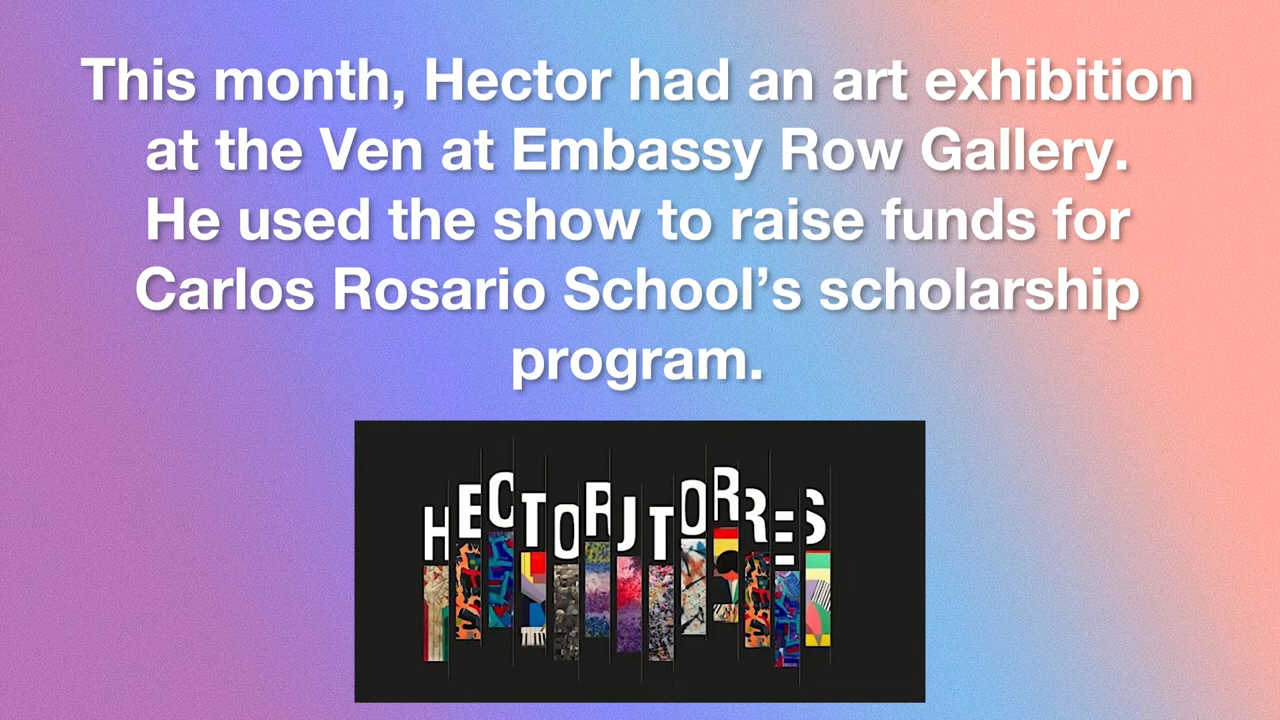 This month, Hector had an art exhibition
at the Ven at Embassy Row Gallery.
He used the show to raise funds for
Carlos Rosario School’s scholarship
program.
HECTOR J TORRES